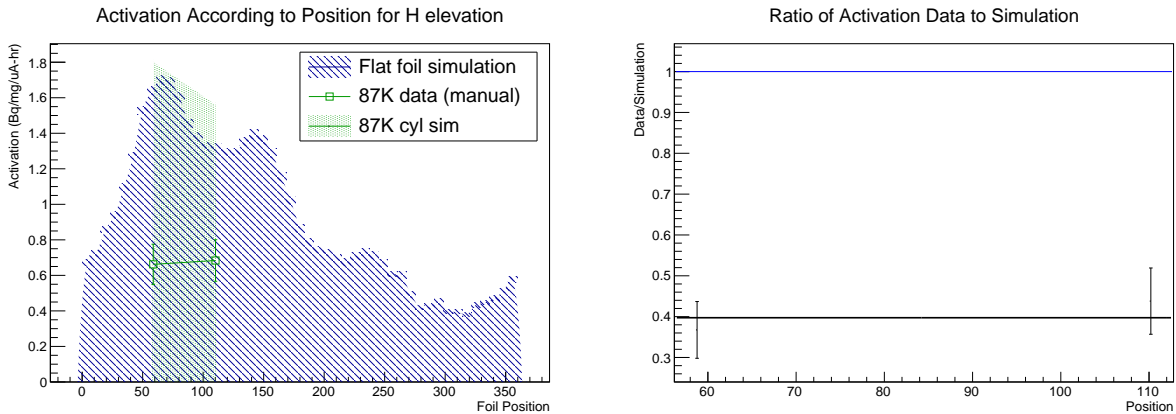 Activation According to Position for H elevation
Activation (Bq/mg/uA-hr)
1.8
1.6
1.4
1.2
1
0.8
0.6
0.4
0.2
0
0 50 100 150 200 250 300 350
Foil Position
Flat foil simulation
87K data (manual)
87K cyl sim
Ratio of Activation Data to Simulation
Data/Simulation
1
0.9
0.8
0.7
0.6
0.5
0.4
0.3
60 70 80 90 100 110
Position